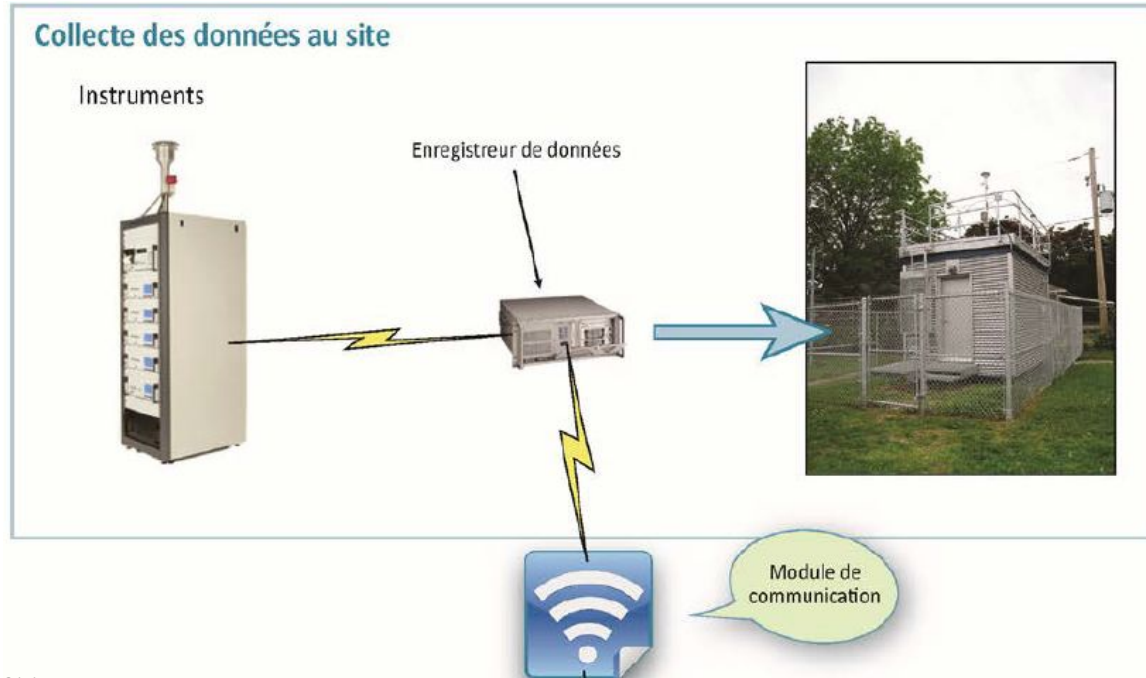 Collecte des données au site
Instruments
Enregistreur de données
Module de
communication